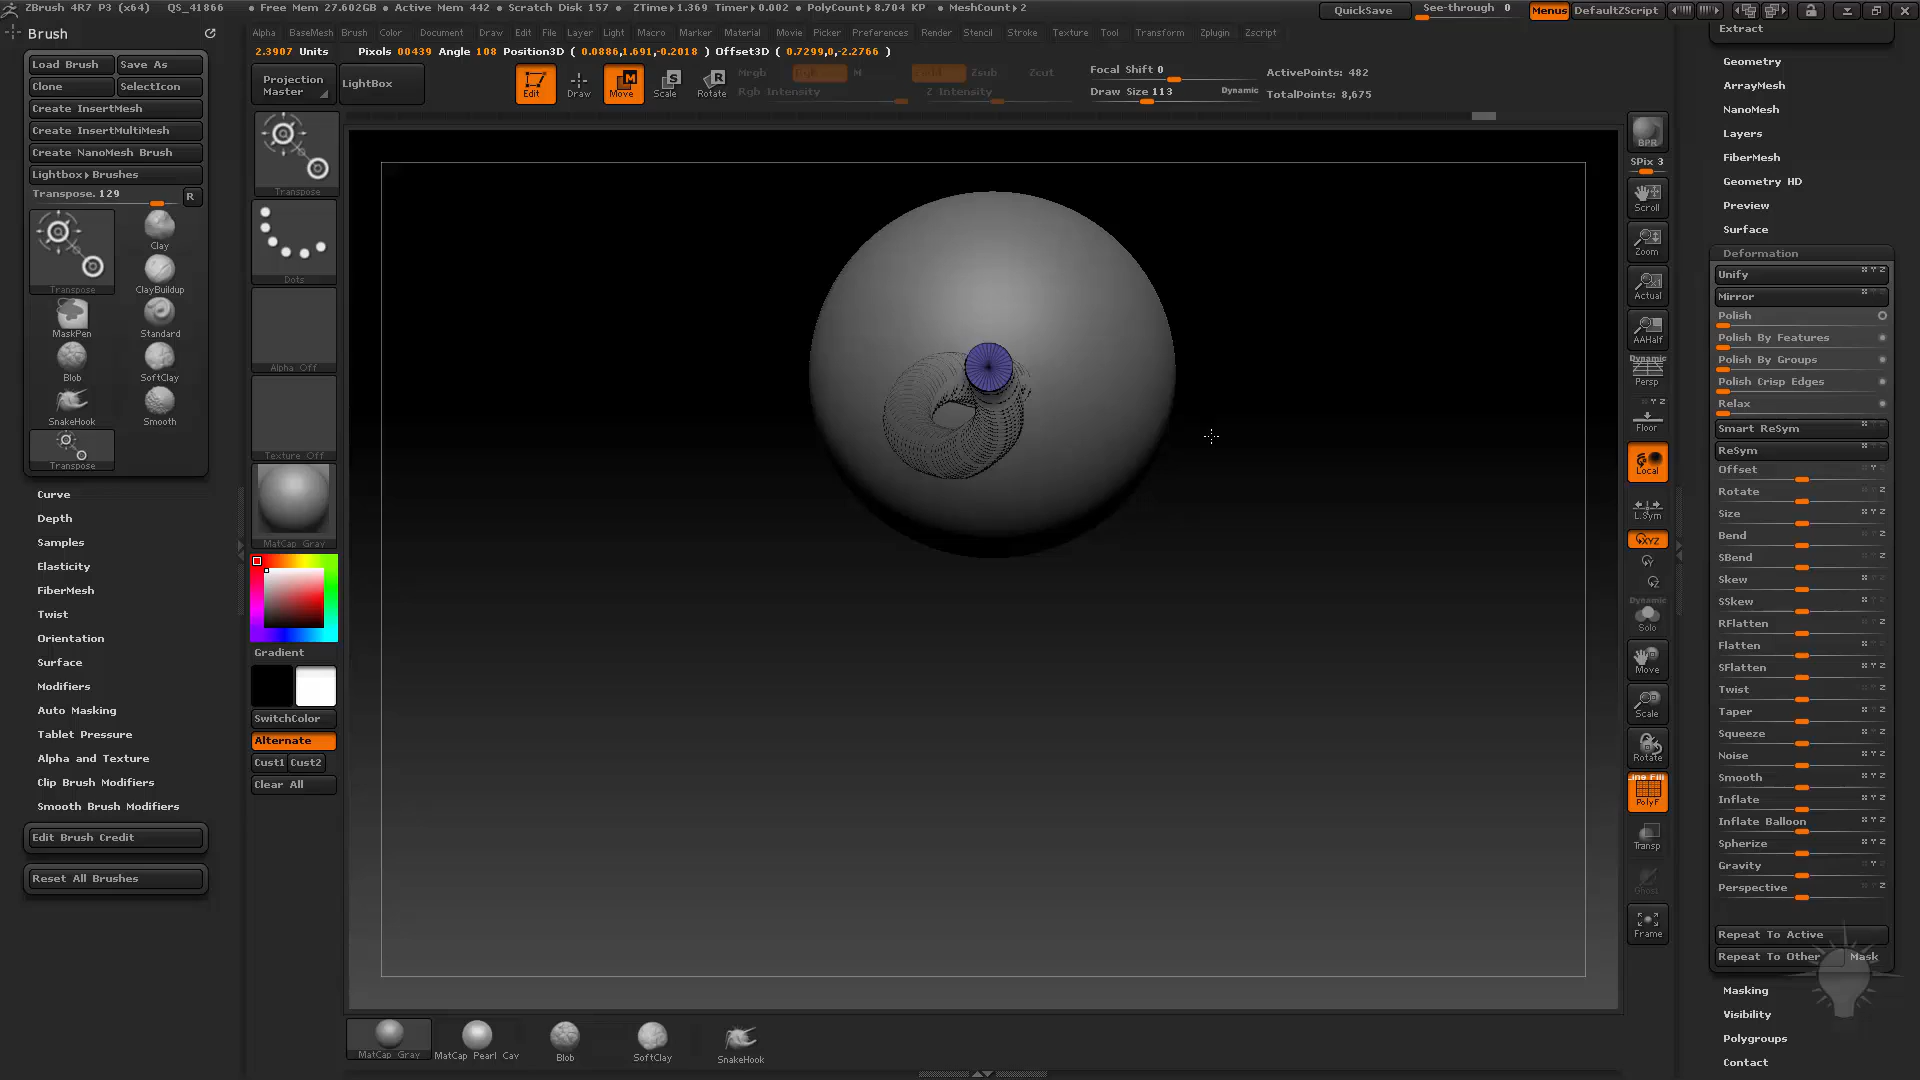 ZBrush 4R7 P3 (x64) QS_41866 • Free Mem 27.602GB • Active Mem 442 • Scratch Disk 157 • ZTime▸1.369 Timer▸0.002 • PolyCount▸8.704 KP • MeshCount▸2 QuickSave See-through 0 Menus DefaultZScript
Brush
Alpha BaseMesh Brush Color Document Draw Edit File Layer Light Macro Marker Material Movie Picker Preferences Render Stencil Stroke Texture Tool Transform Zplugin Zscript
2.3907 Units Pixols 00439 Angle 108 Position3D ( 0.0886,1.691,-0.2018 ) Offset3D ( 0.7299,0,-2.2766 )
Load Brush Save As
Clone SelectIcon
Create InsertMesh
Create InsertMultiMesh
Create NanoMesh Brush
Lightbox▸Brushes
Transpose. 129 R
Transpose
Clay
ClayBuildup
MaskPen Standard
Blob SoftClay
SnakeHook Smooth
Transpose
Curve
Depth
Samples
Elasticity
FiberMesh
Twist
Orientation
Surface
Modifiers
Auto Masking
Tablet Pressure
Alpha and Texture
Clip Brush Modifiers
Smooth Brush Modifiers
Edit Brush Credit
Reset All Brushes
Projection Master
LightBox
Edit Draw Move Scale Rotate
Mrgb Rgb M
Rgb Intensity
Zadd Zsub Zcut
Z Intensity
Focal Shift 0
Draw Size 113 Dynamic
ActivePoints: 482
TotalPoints: 8,675
Transpose
Dots
Alpha Off
Texture Off
MatCap Gray
Gradient
SwitchColor
Alternate
Cust1 Cust2
Clear All
MatCap Gray MatCap Pearl Cav Blob SoftClay SnakeHook
BPR
SPix 3
Scroll
Zoom
Actual
AAHalf
Dynamic
Persp
Floor
Local
L.Sym
XYZ
Y
Z
Dynamic
Solo
Move
Scale
Rotate
Line Fill
PolyF
Transp
Ghost
Frame
Extract
Geometry
ArrayMesh
NanoMesh
Layers
FiberMesh
Geometry HD
Preview
Surface
Deformation
Unify
Mirror
Polish
Polish By Features
Polish By Groups
Polish Crisp Edges
Relax
Smart ReSym
ReSym
Offset
Rotate
Size
Bend
SBend
Skew
SSkew
RFlatten
Flatten
SFlatten
Twist
Taper
Squeeze
Noise
Smooth
Inflate
Inflate Balloon
Spherize
Gravity
Perspective
Repeat To Active
Repeat To Other Mask
Masking
Visibility
Polygroups
Contact